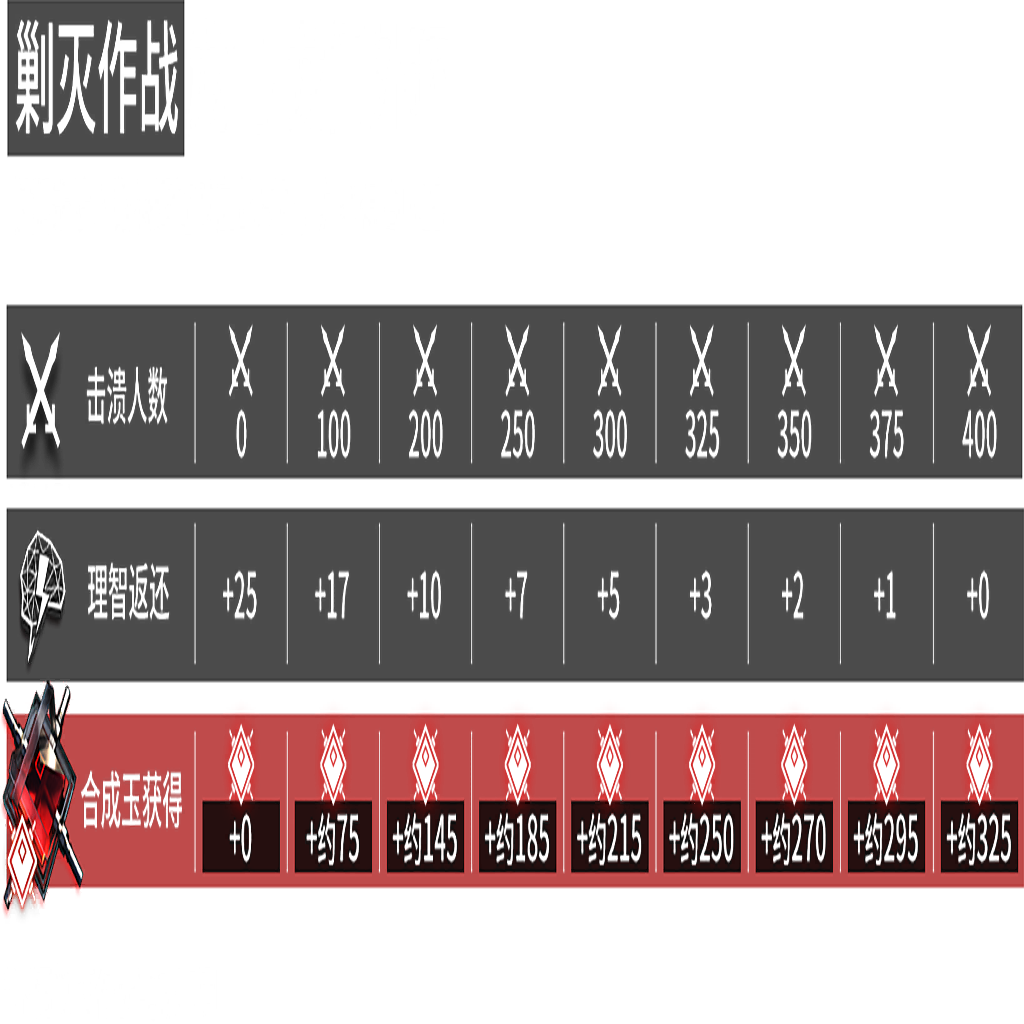 剿灭作战
击溃人数 0 100 200 250 300 325 350 375 400
理智返还 +25 +17 +10 +7 +5 +3 +2 +1 +0
合成玉获得 +0 +约75 +约145 +约185 +约215 +约250 +约270 +约295 +约325